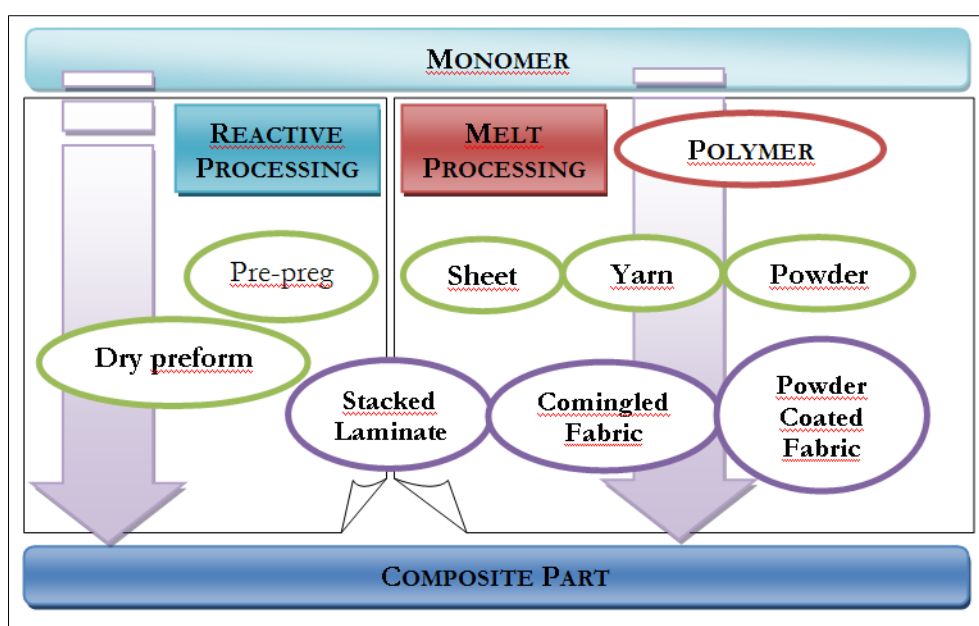 MONOMER
REACTIVE
PROCESSING
MELT
PROCESSING
POLYMER
Pre-preg
Sheet
Yarn
Powder
Dry preform
Stacked
Laminate
Comingled
Fabric
Powder
Coated
Fabric
COMPOSITE PART